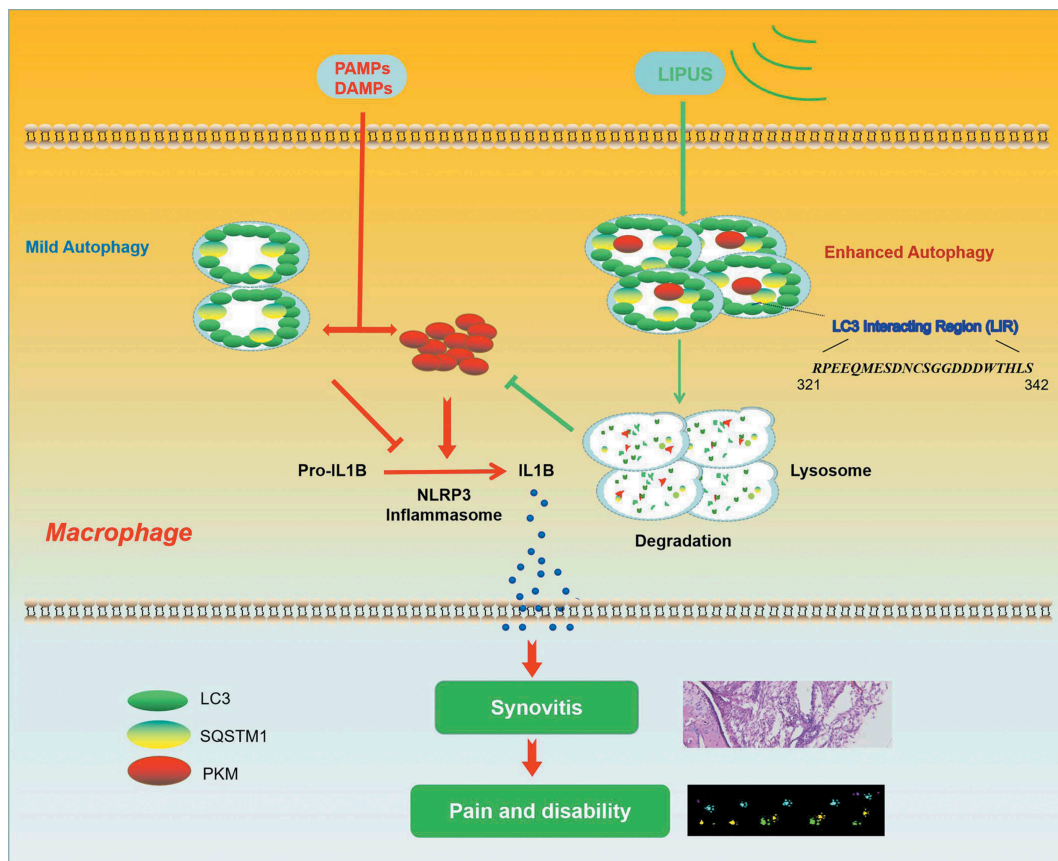 PAMPs
DAMPs
LIPUS
Mild Autophagy
Enhanced Autophagy
LC3 Interacting Region (LIR)
RPEEQMESDNCSGGDDDWTHLS
321
342
Pro-IL1B
IL1B
NLRP3
Inflammasome
Lysosome
Degradation
Macrophage
LC3
SQSTM1
PKM
Synovitis
Pain and disability